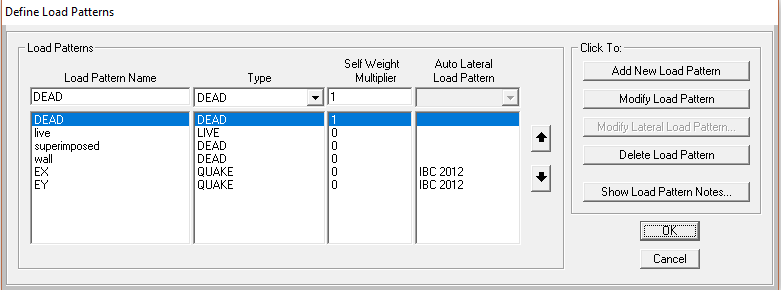 Define Load Patterns
Load Patterns
Click To:
Load Pattern Name
Type
Self Weight
Multiplier
Auto Lateral
Load Pattern
DEAD DEAD 1
DEAD DEAD 1
live LIVE 0
superimposed DEAD 0
wall DEAD 0
EX QUAKE 0 IBC 2012
EY QUAKE 0 IBC 2012
Add New Load Pattern
Modify Load Pattern
Modify Lateral Load Pattern...
Delete Load Pattern
Show Load Pattern Notes...
OK
Cancel